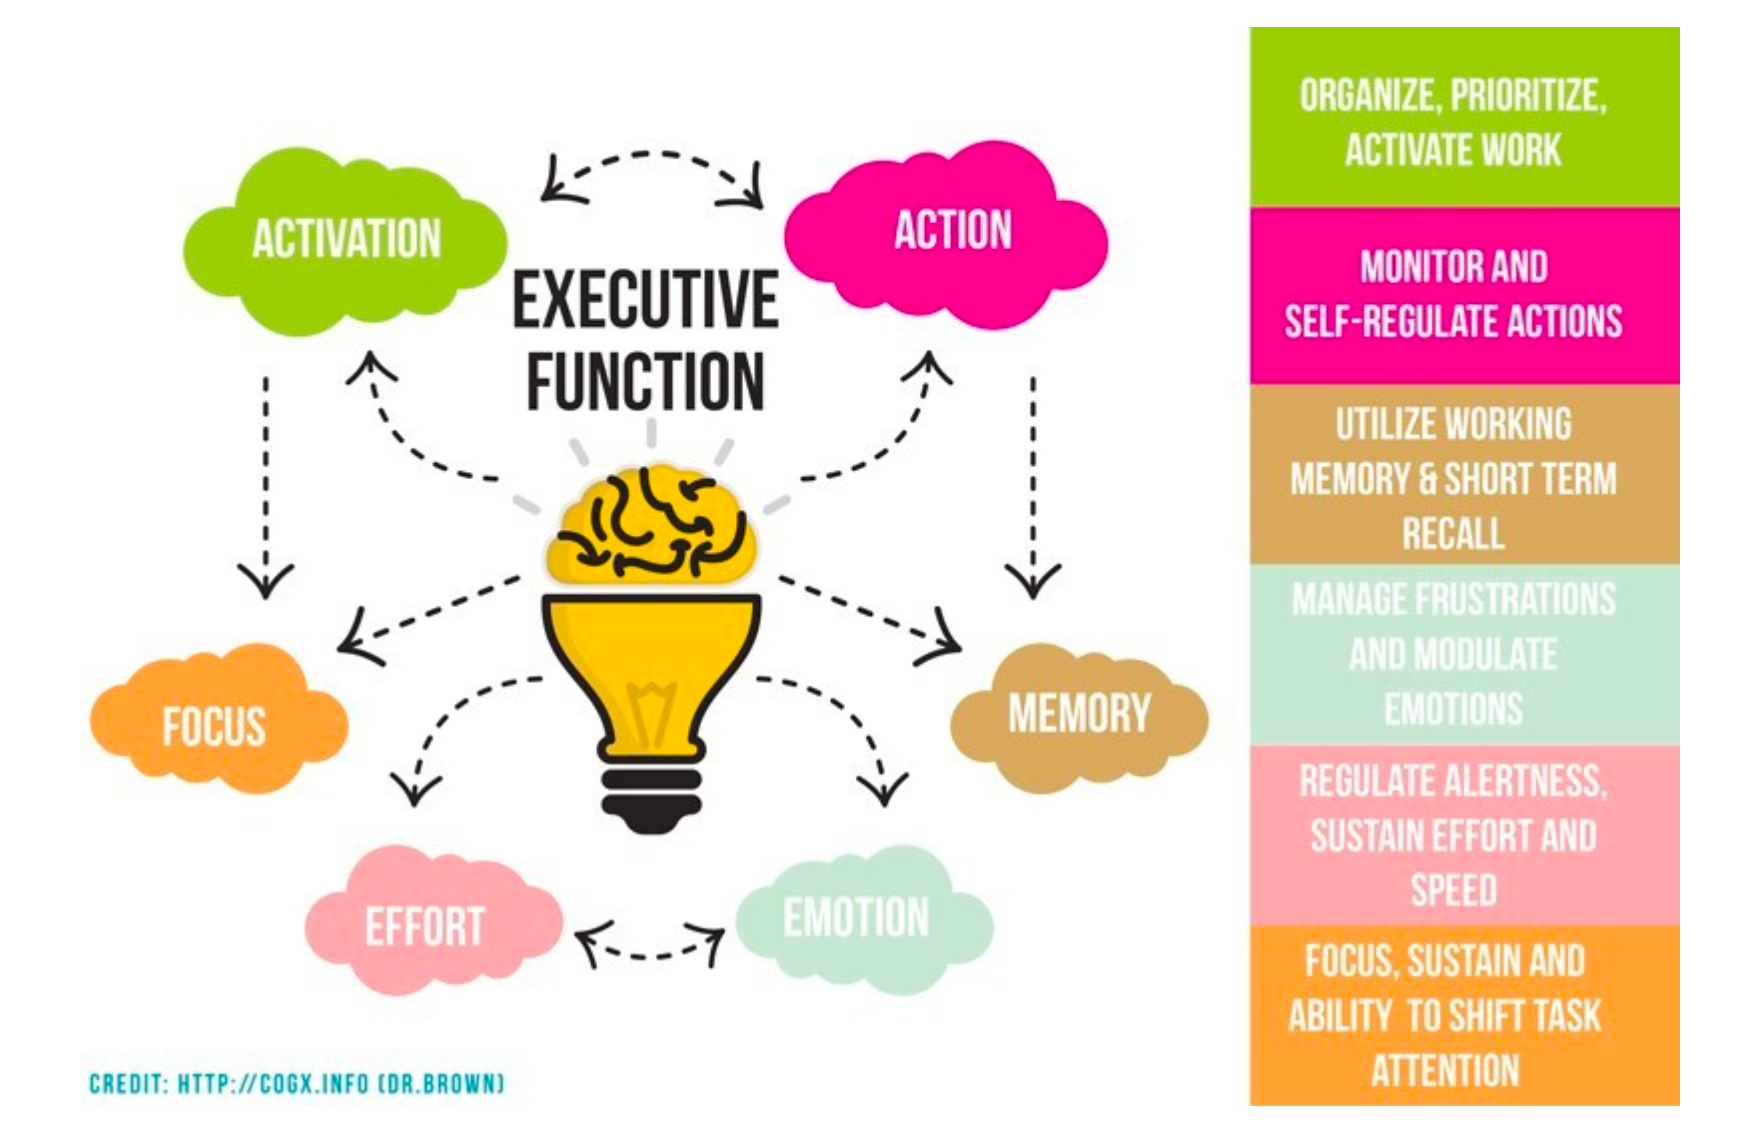 ACTIVATION
ACTION
EXECUTIVE
FUNCTION
FOCUS
MEMORY
EFFORT
EMOTION
CREDIT: HTTP://COGX.INFO (DR.BROWN)
ORGANIZE, PRIORITIZE,
ACTIVATE WORK
MONITOR AND
SELF-REGULATE ACTIONS
UTILIZE WORKING
MEMORY & SHORT TERM
RECALL
MANAGE FRUSTRATIONS
AND MODULATE
EMOTIONS
REGULATE ALERTNESS,
SUSTAIN EFFORT AND
SPEED
FOCUS, SUSTAIN AND
ABILITY TO SHIFT TASK
ATTENTION